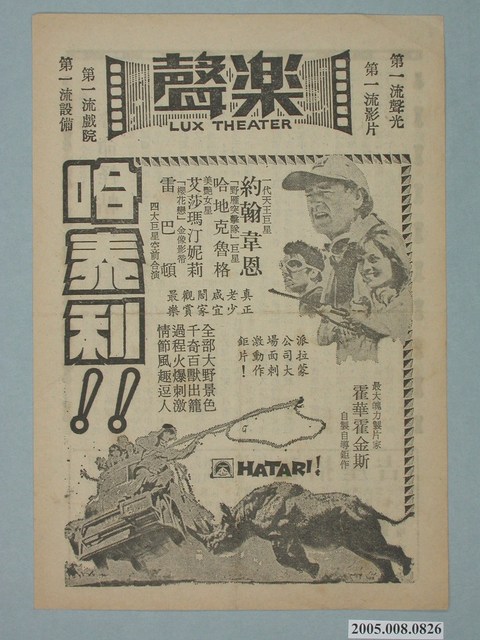 樂聲
LUX THEATER
第一流聲光
第一流影片
第一流戲院
第一流設備
一代天王巨星
約翰韋恩
「野雁突擊隊」巨星
哈地克魯格
美艷女星
艾莎瑪汀妮莉
「櫻花戀」金像影帝
雷巴頓
四大巨星空前合演
哈泰利!!
真正
老少
咸宜
闔家
觀賞
最樂
派拉蒙
公司大
場面刺
激動作
鉅片!
全部大野景色
千奇百獸出籠
過程火爆刺激
情節風趣逗人
最大魄力製片家
霍華霍金斯
自製自導鉅作
HATARI!
2005.008.0826